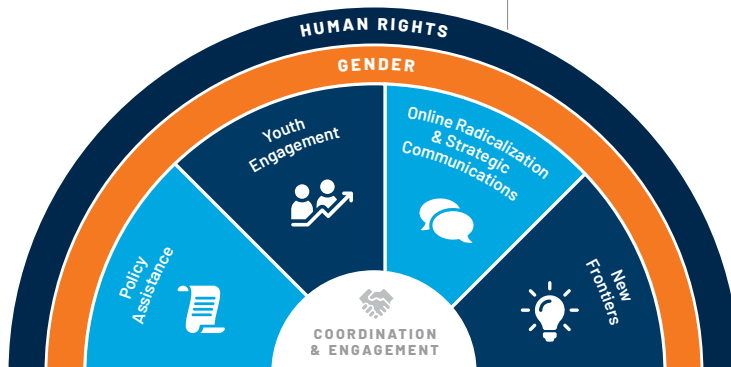 HUMAN RIGHTS
GENDER
Youth
Engagement
Online Radicalization
& Strategic
Communications
Policy
Assistance
New
Frontiers
COORDINATION
& ENGAGEMENT